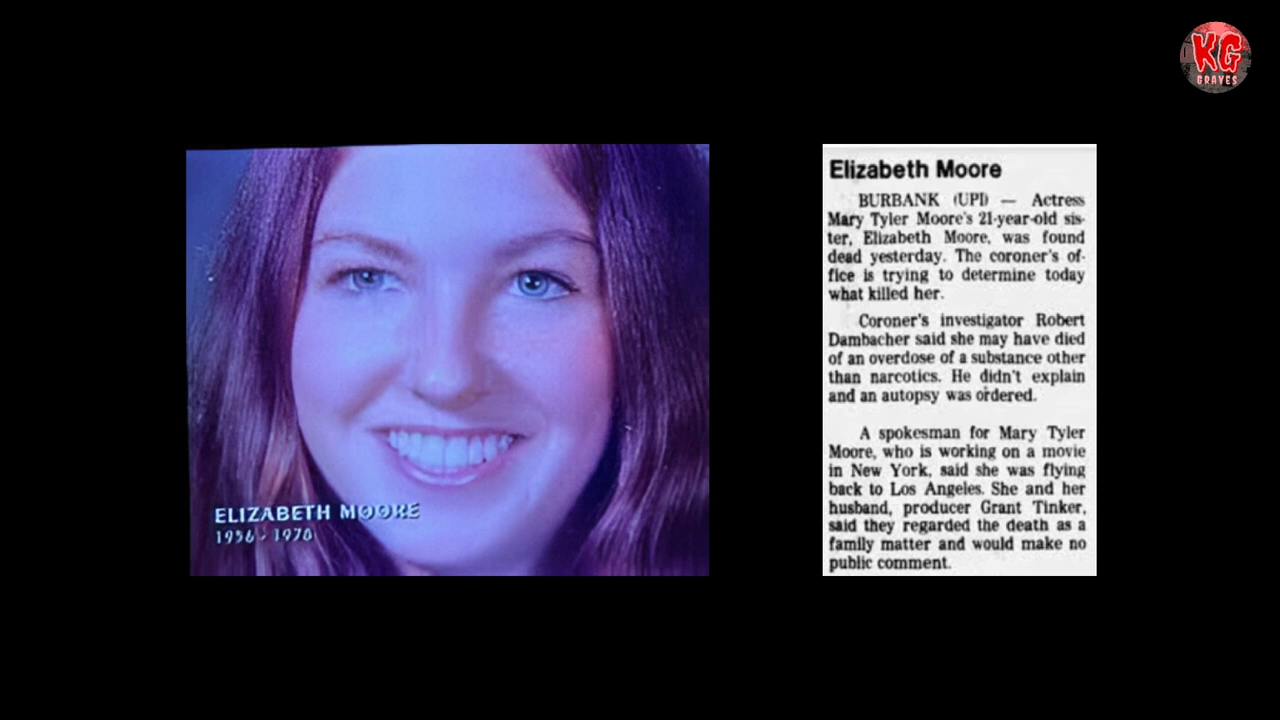 KG
GRAVES
ELIZABETH MOORE
1956 - 1978
Elizabeth Moore
BURBANK (UPI) — Actress
Mary Tyler Moore's 21-year-old sis-
ter, Elizabeth Moore, was found
dead yesterday. The coroner's of-
fice is trying to determine today
what killed her.
Coroner's investigator Robert
Dambacher said she may have died
of an overdose of a substance other
than narcotics. He didn't explain
and an autopsy was ordered.
A spokesman for Mary Tyler
Moore, who is working on a movie
in New York, said she was flying
back to Los Angeles. She and her
husband, producer Grant Tinker,
said they regarded the death as a
family matter and would make no
public comment.